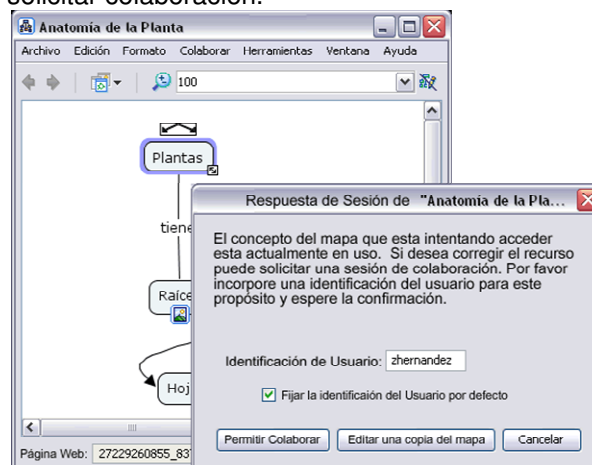 solicitar colaboración.
Anatomía de la Planta
Archivo Edición Formato Colaborar Herramientas Ventana Ayuda
100
Plantas
tiene
Respuesta de Sesión de "Anatomía de la Pla...
El concepto del mapa que esta intentando acceder
esta actualmente en uso. Si desea corregir el recurso
puede solicitar una sesión de colaboración. Por favor
incorpore una identificación del usuario para este
propósito y espere la confirmación.
Raíce
Identificación de Usuario: zhernandez
Hoj
Fijar la identificaión del Usuario por defecto
Permitir Colaborar Editar una copia del mapa Cancelar
Página Web: 27229260855_837